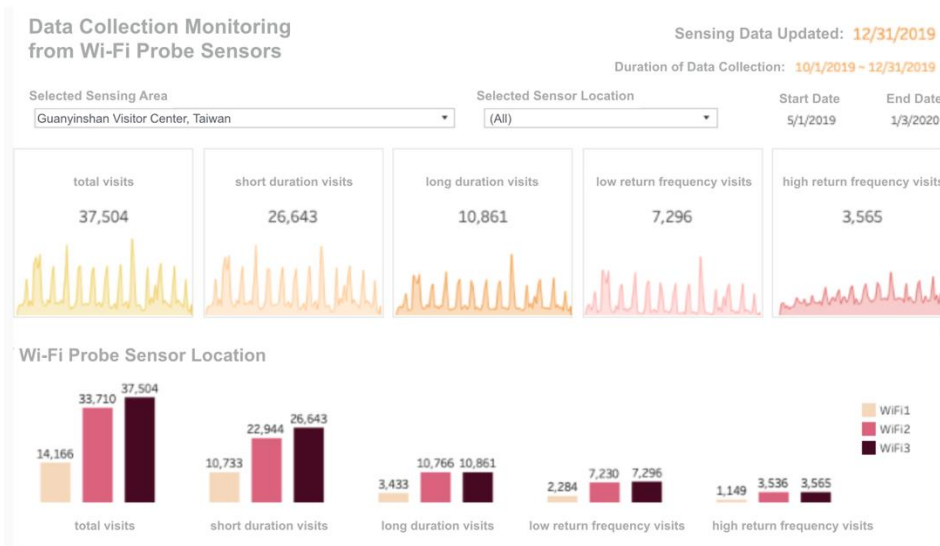 Data Collection Monitoring
from Wi-Fi Probe Sensors
Sensing Data Updated: 12/31/2019
Duration of Data Collection: 10/1/2019 ~ 12/31/2019
Selected Sensing Area
Selected Sensor Location
Start Date
End Date
Guanyinshan Visitor Center, Taiwan
(All)
5/1/2019
1/3/2020
total visits
short duration visits
long duration visits
low return frequency visits
high return frequency visits
37,504
26,643
10,861
7,296
3,565
Wi-Fi Probe Sensor Location
14,166
33,710
37,504
10,733
22,944
26,643
3,433
10,766
10,861
2,284
7,230
7,296
1,149
3,536
3,565
WiFi1
WiFi2
WiFi3
total visits
short duration visits
long duration visits
low return frequency visits
high return frequency visits